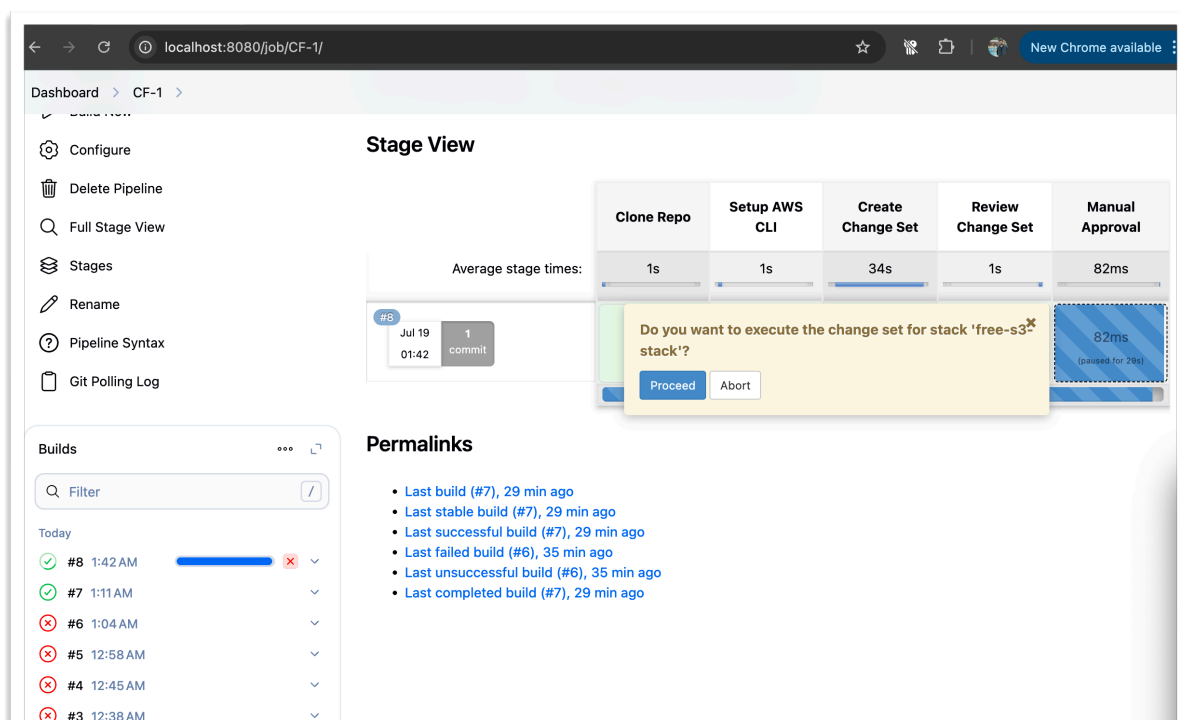 localhost:8080/job/CF-1/
New Chrome available
Dashboard > CF-1 >
Build Now
Configure
Delete Pipeline
Full Stage View
Stages
Rename
Pipeline Syntax
Git Polling Log
Builds
Filter
/
Today
#8 1:42 AM
#7 1:11 AM
#6 1:04 AM
#5 12:58 AM
#4 12:45 AM
#3 12:38 AM
Stage View
Clone Repo
Setup AWS
CLI
Create
Change Set
Review
Change Set
Manual
Approval
Average stage times:
1s
1s
34s
1s
82ms
#8
Jul 19
01:42
1
commit
Do you want to execute the change set for stack 'free-s3-
stack'?
Proceed
Abort
82ms
(paused for 29s)
Permalinks
Last build (#7), 29 min ago
Last stable build (#7), 29 min ago
Last successful build (#7), 29 min ago
Last failed build (#6), 35 min ago
Last unsuccessful build (#6), 35 min ago
Last completed build (#7), 29 min ago